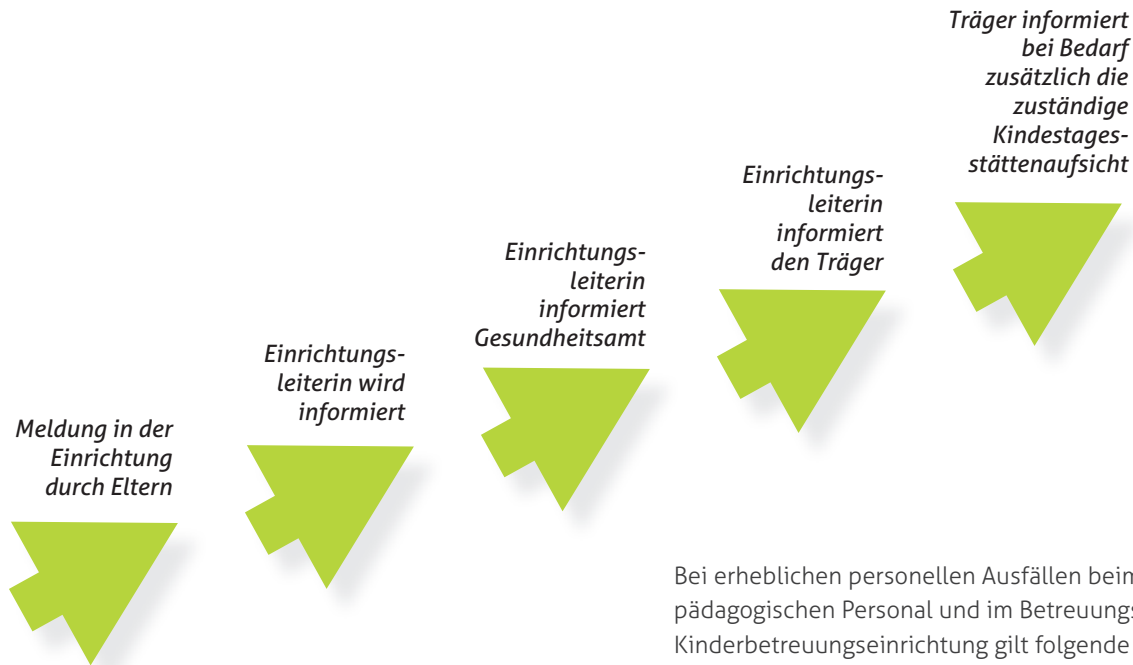 Meldung in der
Einrichtung
durch Eltern
Einrichtungs-
leiterin wird
informiert
Einrichtungs-
leiterin
informiert
Gesundheitsamt
Einrichtungs-
leiterin
informiert
den Träger
Träger informiert
bei Bedarf
zusätzlich die
zuständige
Kindestages-
stättenaufsicht
Bei erheblichen personellen Ausfällen beim
pädagogischen Personal und im Betreuungs
Kinderbetreuungseinrichtung gilt folgende